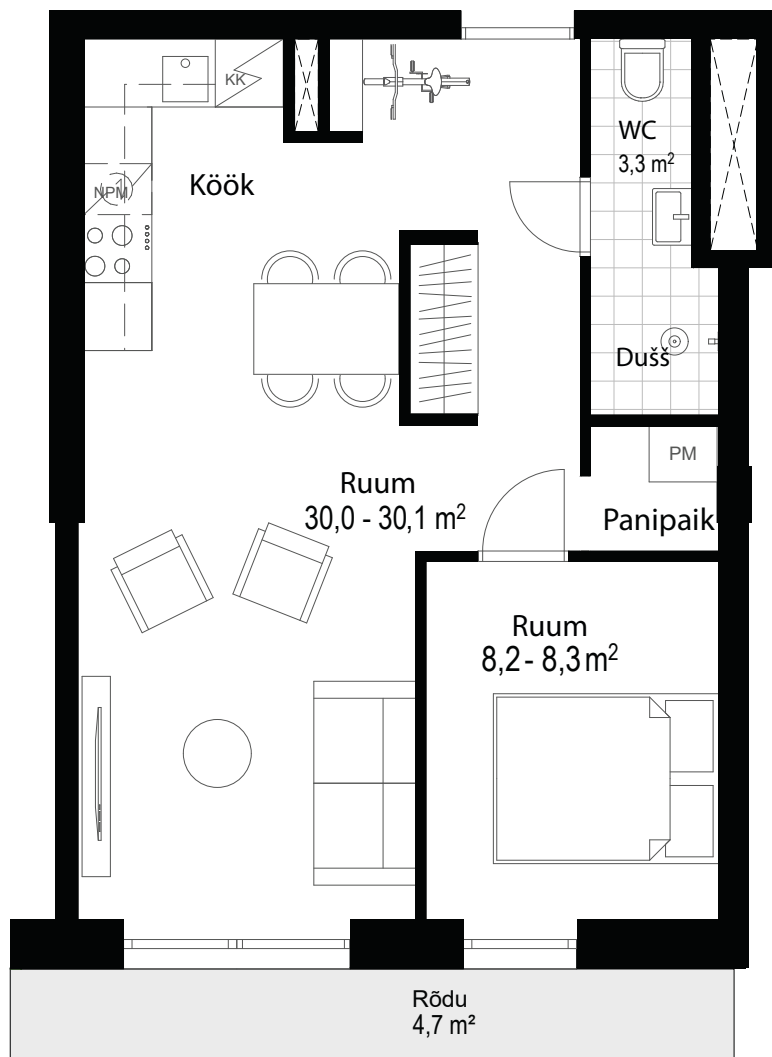 KK
WC
3,3 m²
NPM
Köök
Dušš
PM
Ruum
30,0 - 30,1 m²
Panipaik
Ruum
8,2 - 8,3 m²
Rõdu
4,7 m²